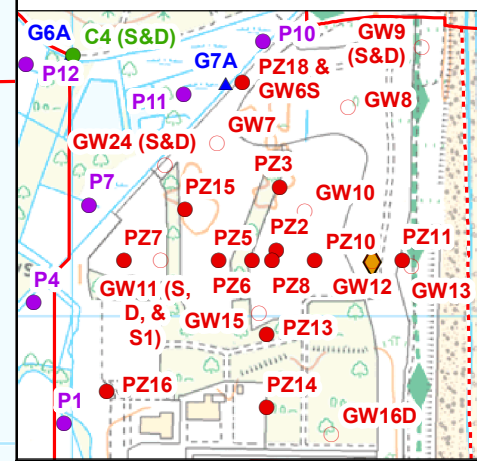 G6A
C4 (S&D)
P10
GW9
(S&D)
G7A
PZ18 &
GW6S
P12
P11
GW8
GW7
GW24 (S&D)
PZ3
P7
PZ15
GW10
PZ7
PZ5
PZ2
PZ10
PZ11
P4
GW11 (S,
D, &
S1)
PZ6
PZ8
GW12
GW13
GW15
PZ13
PZ16
PZ14
P1
GW16D